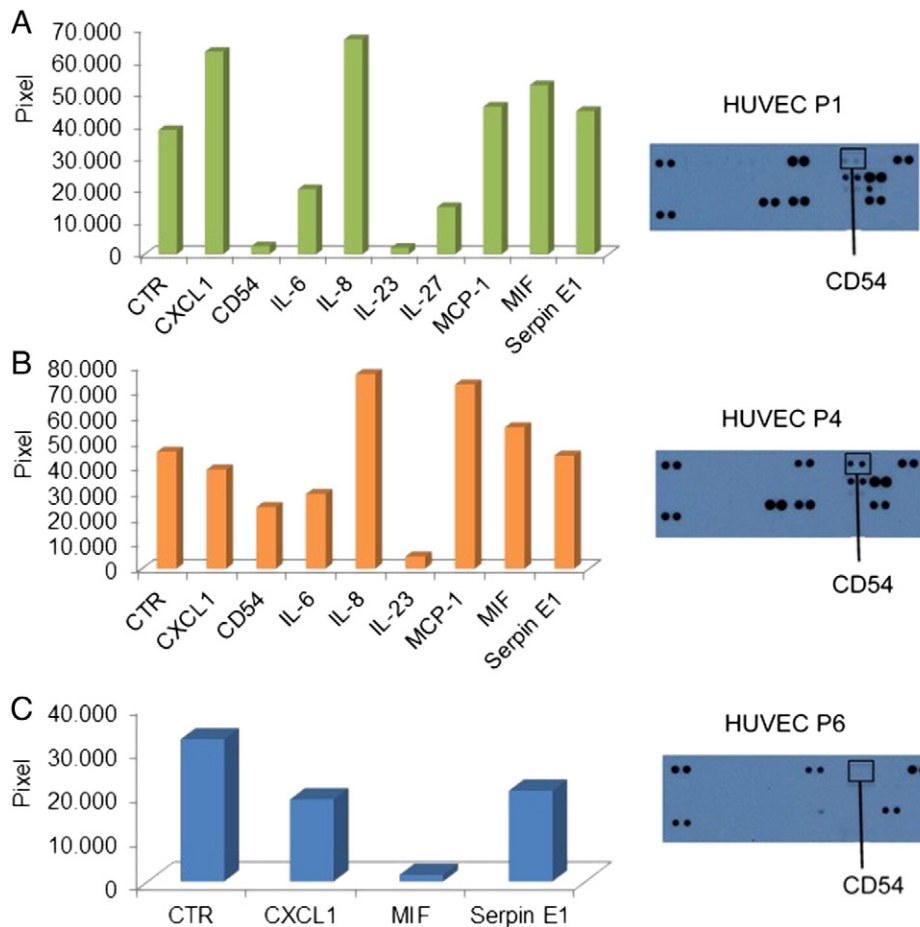 A
Pixel
70.000
60.000
50.000
40.000
30.000
20.000
10.000
0
CTR
CXCL1
CD54
IL-6
IL-8
IL-23
IL-27
MCP-1
MIF
Serpin E1
HUVEC P1
CD54
B
80.000
70.000
60.000
50.000
40.000
30.000
20.000
10.000
0
CTR
CXCL1
CD54
IL-6
IL-8
IL-23
MCP-1
MIF
Serpin E1
HUVEC P4
CD54
C
Pixel
40.000
30.000
20.000
10.000
0
CTR
CXCL1
MIF
Serpin E1
HUVEC P6
CD54